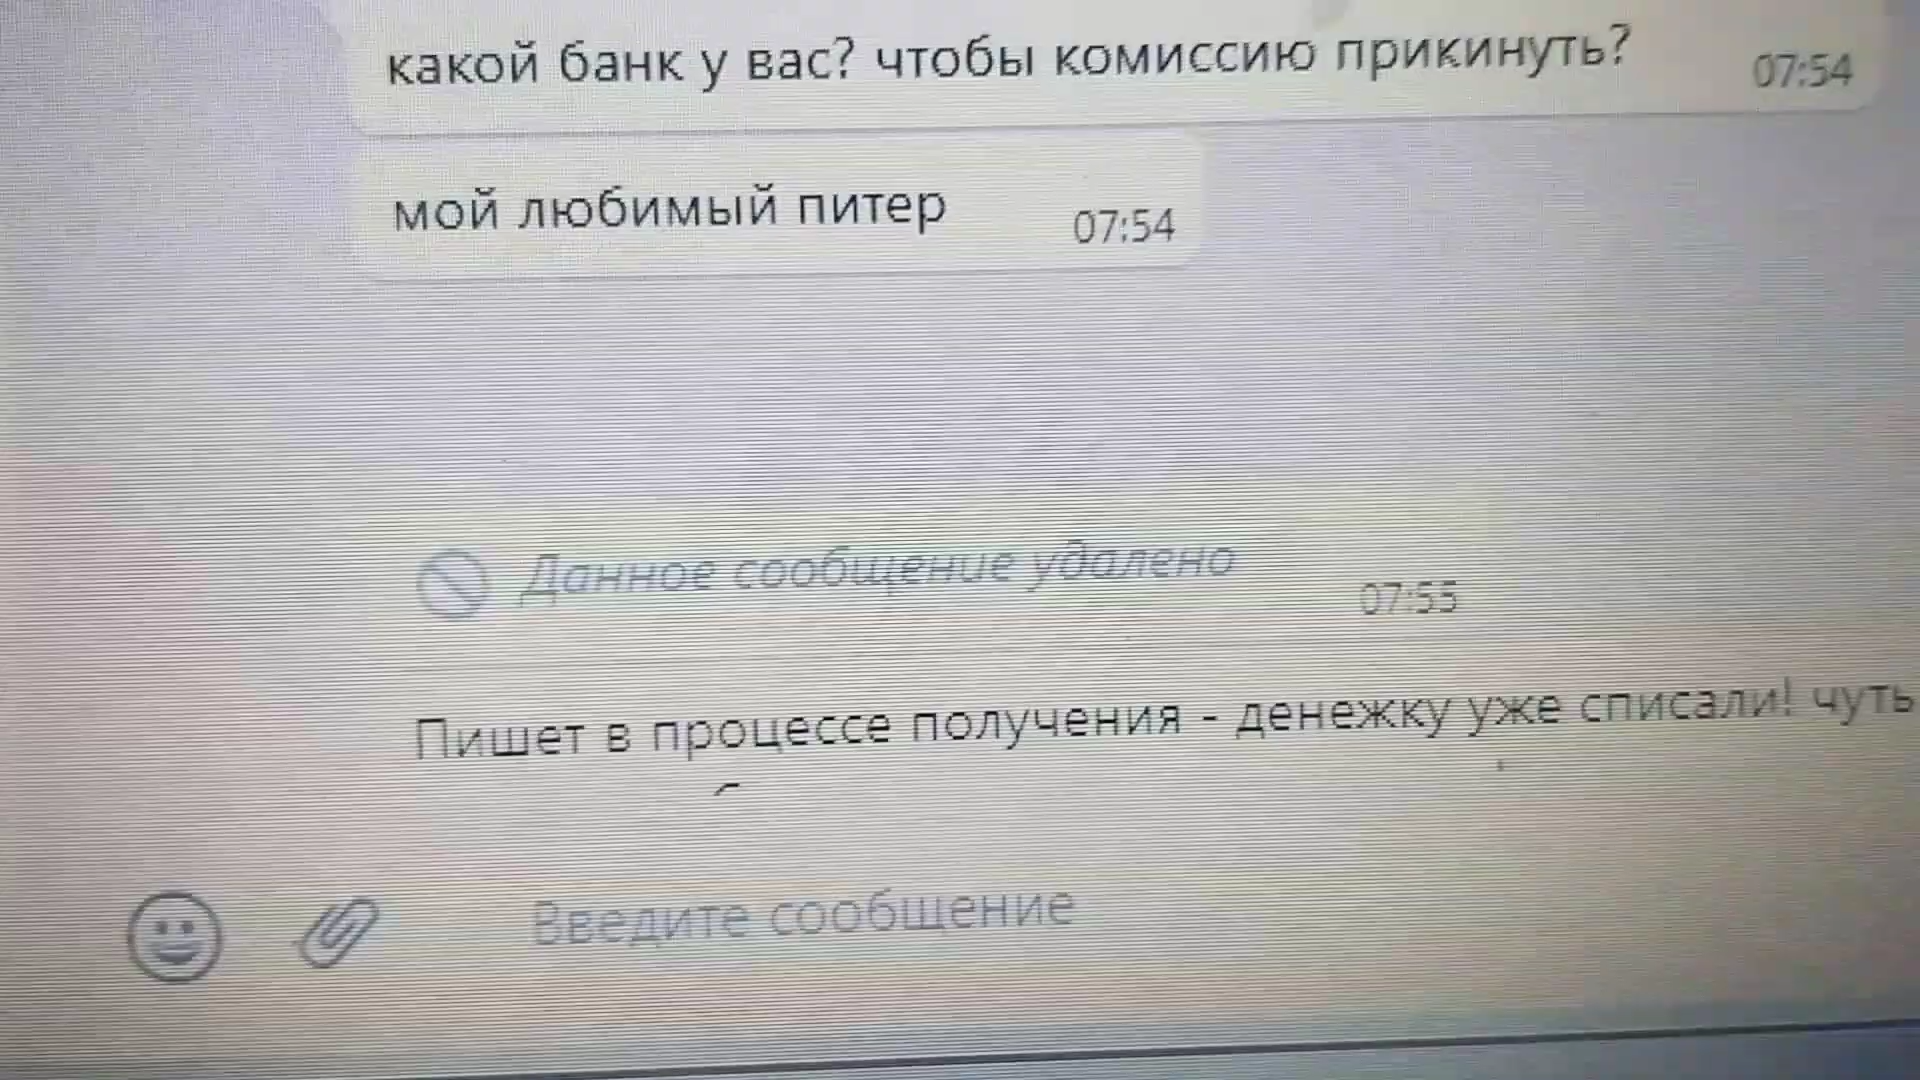 какой банк у вас? чтобы комиссию прикинуть?
07:54
мой любимый питер
07:54
Данное сообщение удалено
07:55
Пишет в процессе получения - денежку уже списали! чуть
Введите сообщение